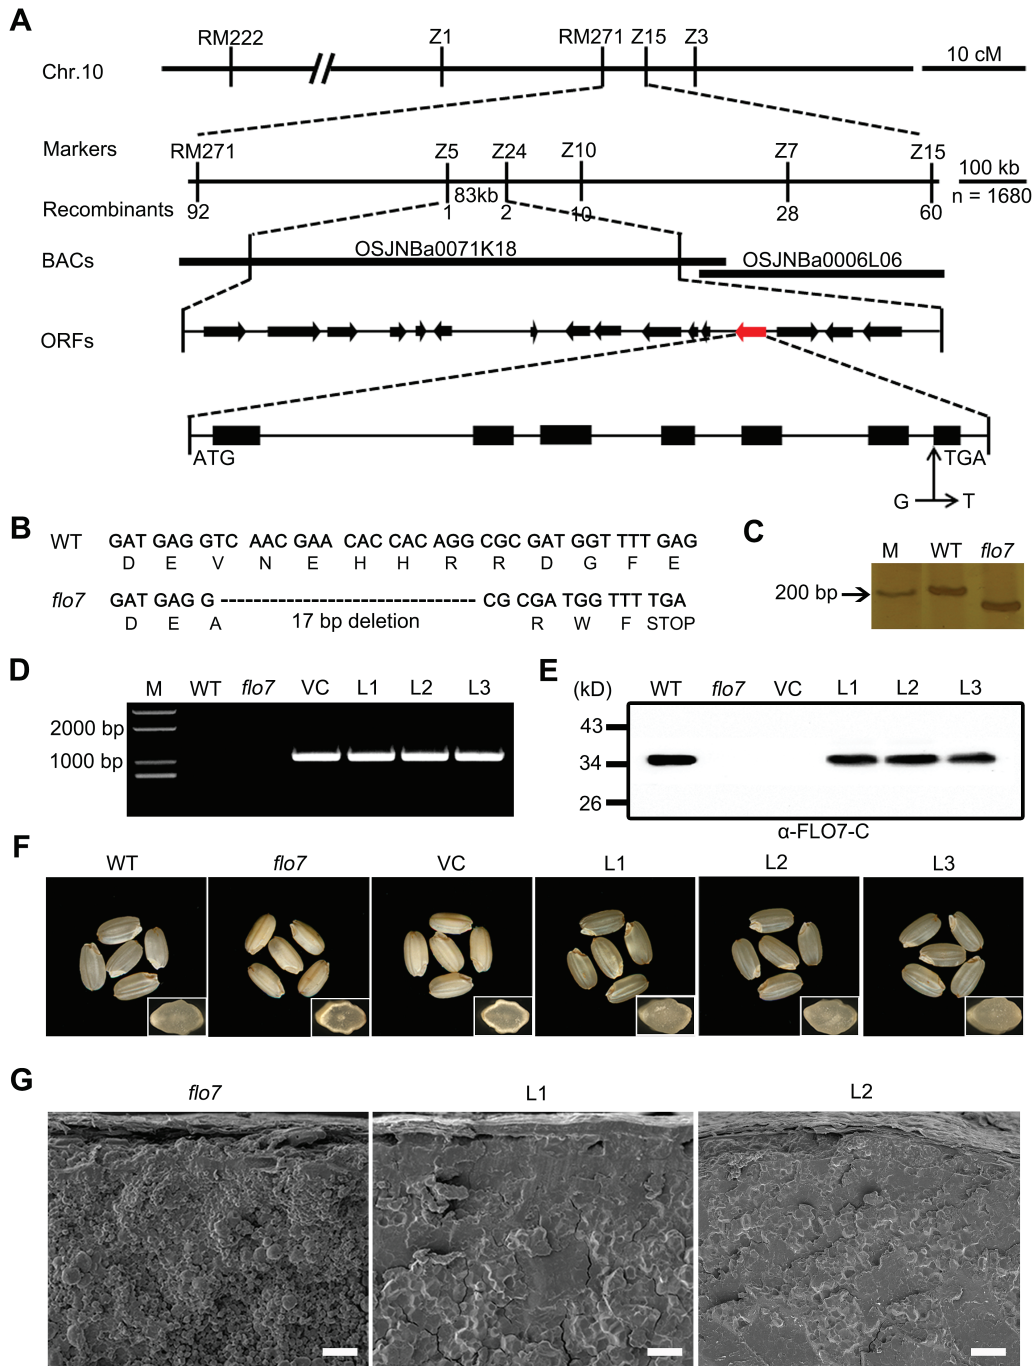 A
RM222 Z1 RM271 Z15 Z3
Chr.10
10 cM
Markers
RM271 Z5 Z24 Z10 Z7 Z15
100 kb
83kb
n = 1680
Recombinants 92 1 2 10 28 60
BACs
OSJNBa0071K18
OSJNBa0006L06
ORFs
ATG TGA
G T
B
WT GAT GAG GTC AAC GAA CAC CAC AGG CGC GAT GGT TTT GAG
D E V N E H H R R D G F E
flo7 GAT GAG G -------------------------- CG CGA TGG TTT TGA
D E A 17 bp deletion R W F STOP
C
M WT flo7
200 bp
D
M WT flo7 VC L1 L2 L3
2000 bp
1000 bp
E
(kD) WT flo7 VC L1 L2 L3
43
34
26
α-FLO7-C
F
WT flo7 VC L1 L2 L3
G
flo7 L1 L2